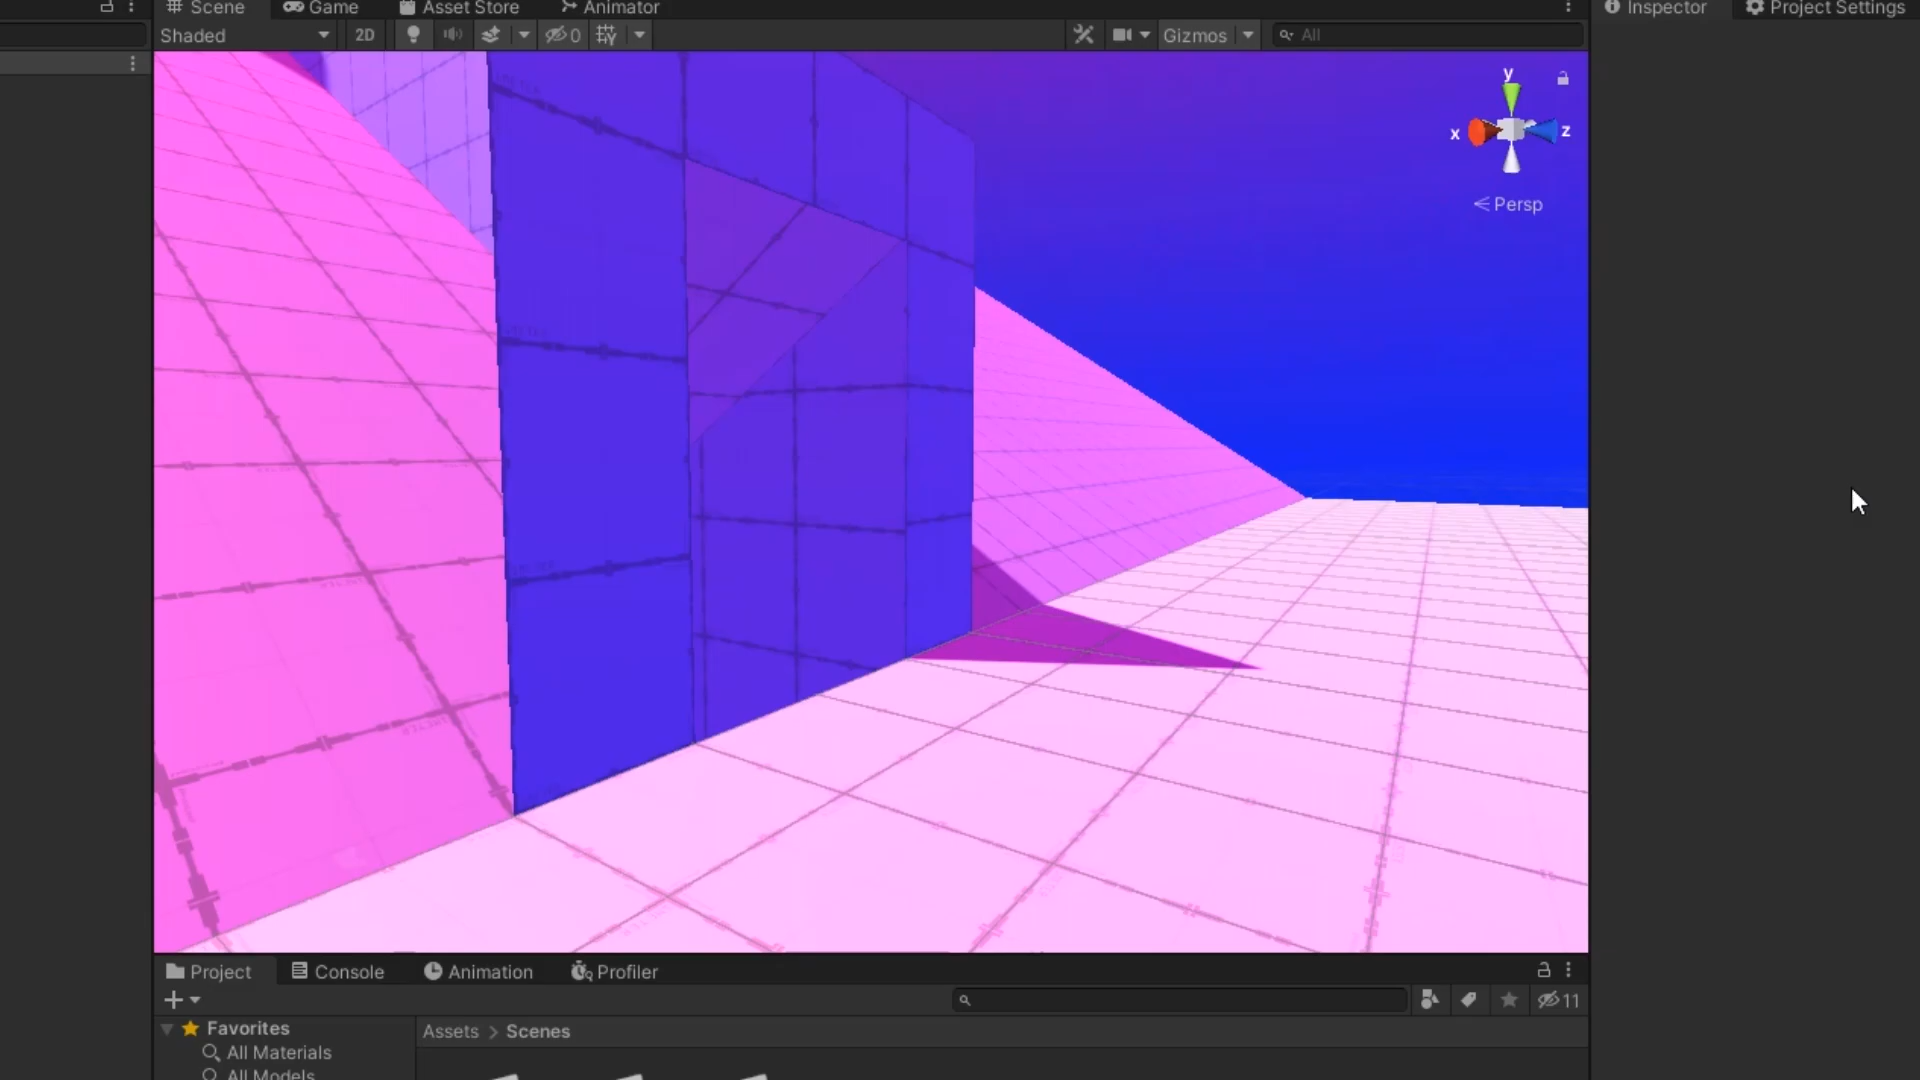 Scene Game Asset Store Animator Inspector Project Settings
Shaded 2D 0 Gizmos All
y
x z
Persp
Project Console Animation Profiler
11
Favorites Assets > Scenes
All Materials
All Models